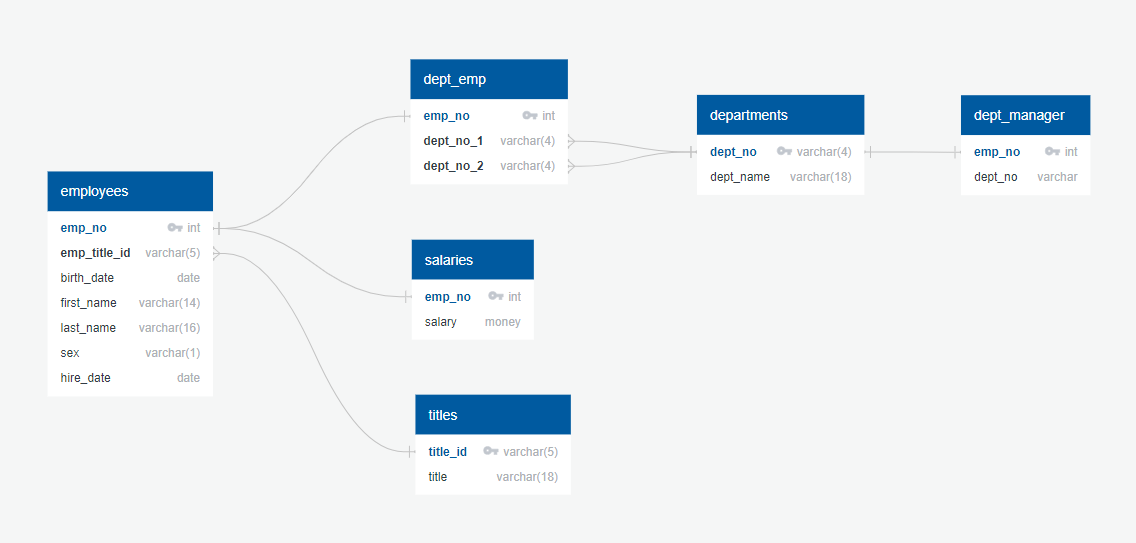 employees
emp_no int
emp_title_id varchar(5)
birth_date date
first_name varchar(14)
last_name varchar(16)
sex varchar(1)
hire_date date
dept_emp
emp_no int
dept_no_1 varchar(4)
dept_no_2 varchar(4)
salaries
emp_no int
salary money
titles
title_id varchar(5)
title varchar(18)
departments
dept_no varchar(4)
dept_name varchar(18)
dept_manager
emp_no int
dept_no varchar